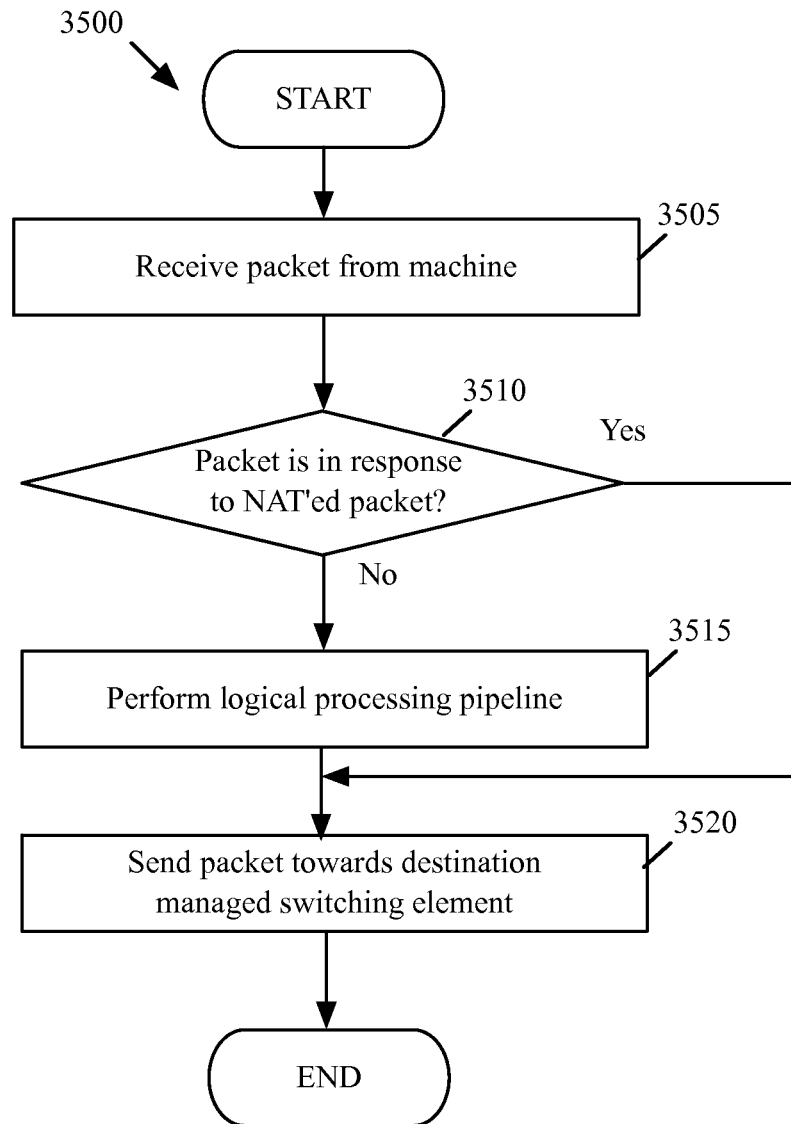 3500
START
3505
Receive packet from machine
3510
Yes
Packet is in response
to NAT'ed packet?
No
3515
Perform logical processing pipeline
3520
Send packet towards destination
managed switching element
END